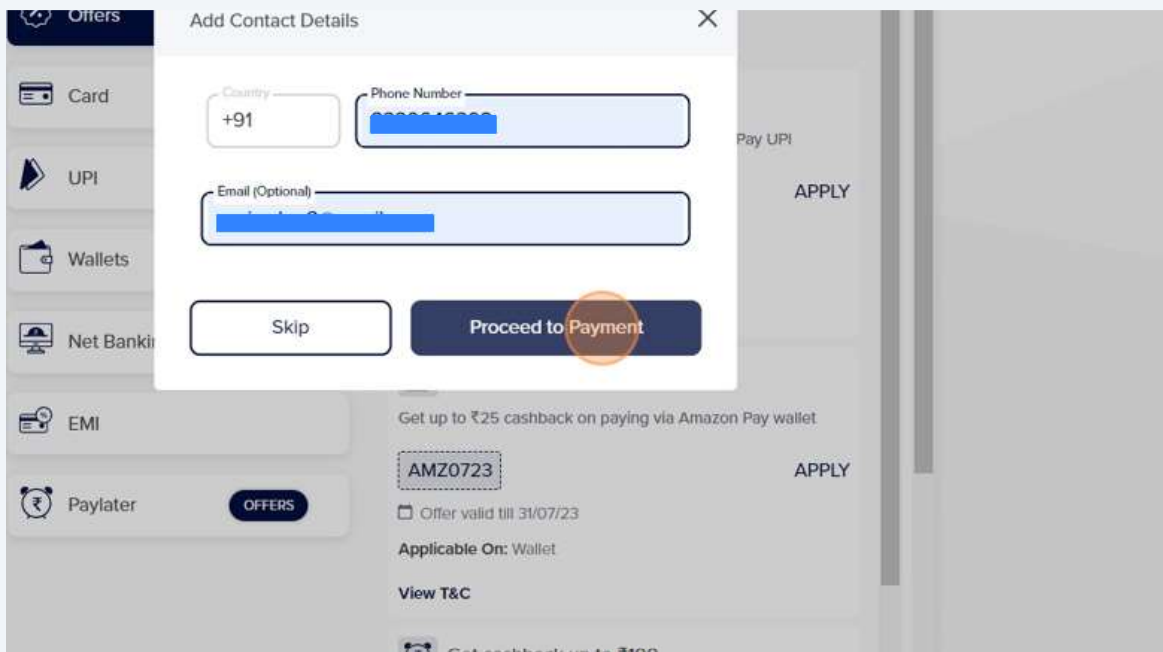 Offers
Add Contact Details
Card
Country
+91
Phone Number
Pay UPI
UPI
Email (Optional)
APPLY
Wallets
Skip
Proceed to Payment
Net Banki
EMI
Get up to ₹25 cashback on paying via Amazon Pay wallet
AMZ0723
APPLY
Paylater
OFFERS
Offer valid till 31/07/23
Applicable On: Wallet
View T&C